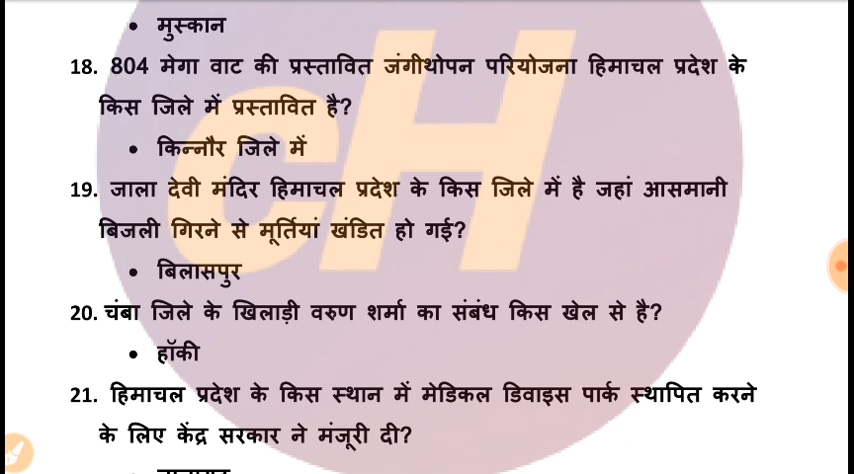 • मुस्कान
18. 804 मेगा वाट की प्रस्तावित जंगीथोपन परियोजना हिमाचल प्रदेश के
किस जिले में प्रस्तावित है?
• किन्नौर जिले में
19. जाला देवी मंदिर हिमाचल प्रदेश के किस जिले में है जहां आसमानी
बिजली गिरने से मूर्तियां खंडित हो गई?
• बिलासपुर
20. चंबा जिले के खिलाड़ी वरुण शर्मा का संबंध किस खेल से है?
• हॉकी
21. हिमाचल प्रदेश के किस स्थान में मेडिकल डिवाइस पार्क स्थापित करने
के लिए केंद्र सरकार ने मंजूरी दी?
cH